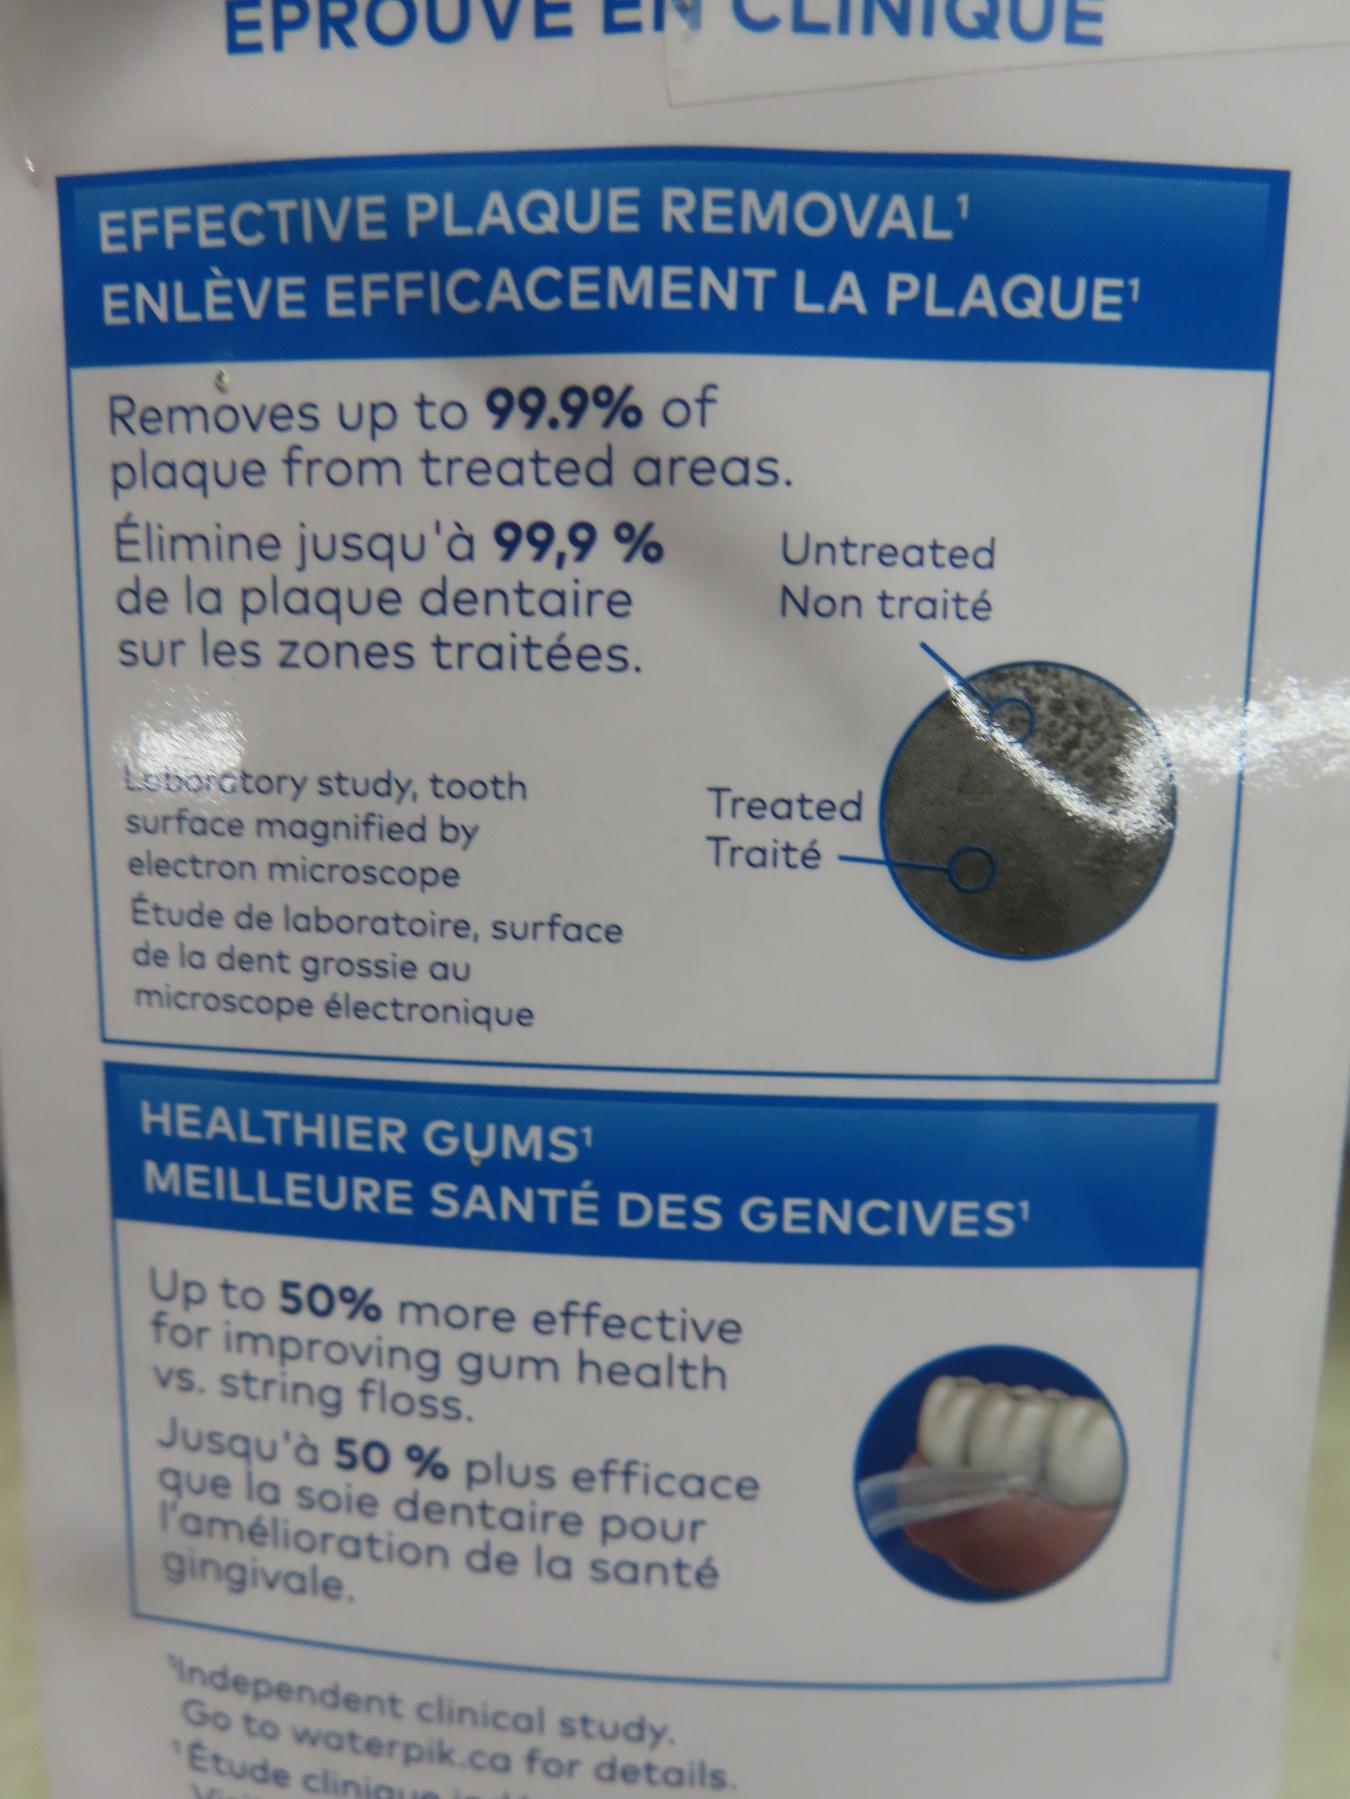 ÉPROUVÉ EN CLINIQUE
EFFECTIVE PLAQUE REMOVAL¹
ENLÈVE EFFICACEMENT LA PLAQUE¹
Removes up to 99.9% of
plaque from treated areas.
Élimine jusqu'à 99,9 %
de la plaque dentaire
sur les zones traitées.
Untreated
Non traité
Treated
Traité
Laboratory study, tooth
surface magnified by
electron microscope
Étude de laboratoire, surface
de la dent grossie au
microscope électronique
HEALTHIER GUMS¹
MEILLEURE SANTÉ DES GENCIVES¹
Up to 50% more effective
for improving gum health
vs. string floss.
Jusqu'à 50 % plus efficace
que la soie dentaire pour
l'amélioration de la santé
gingivale.
¹Independent clinical study.
Go to waterpik.ca for details.
¹Étude clinique